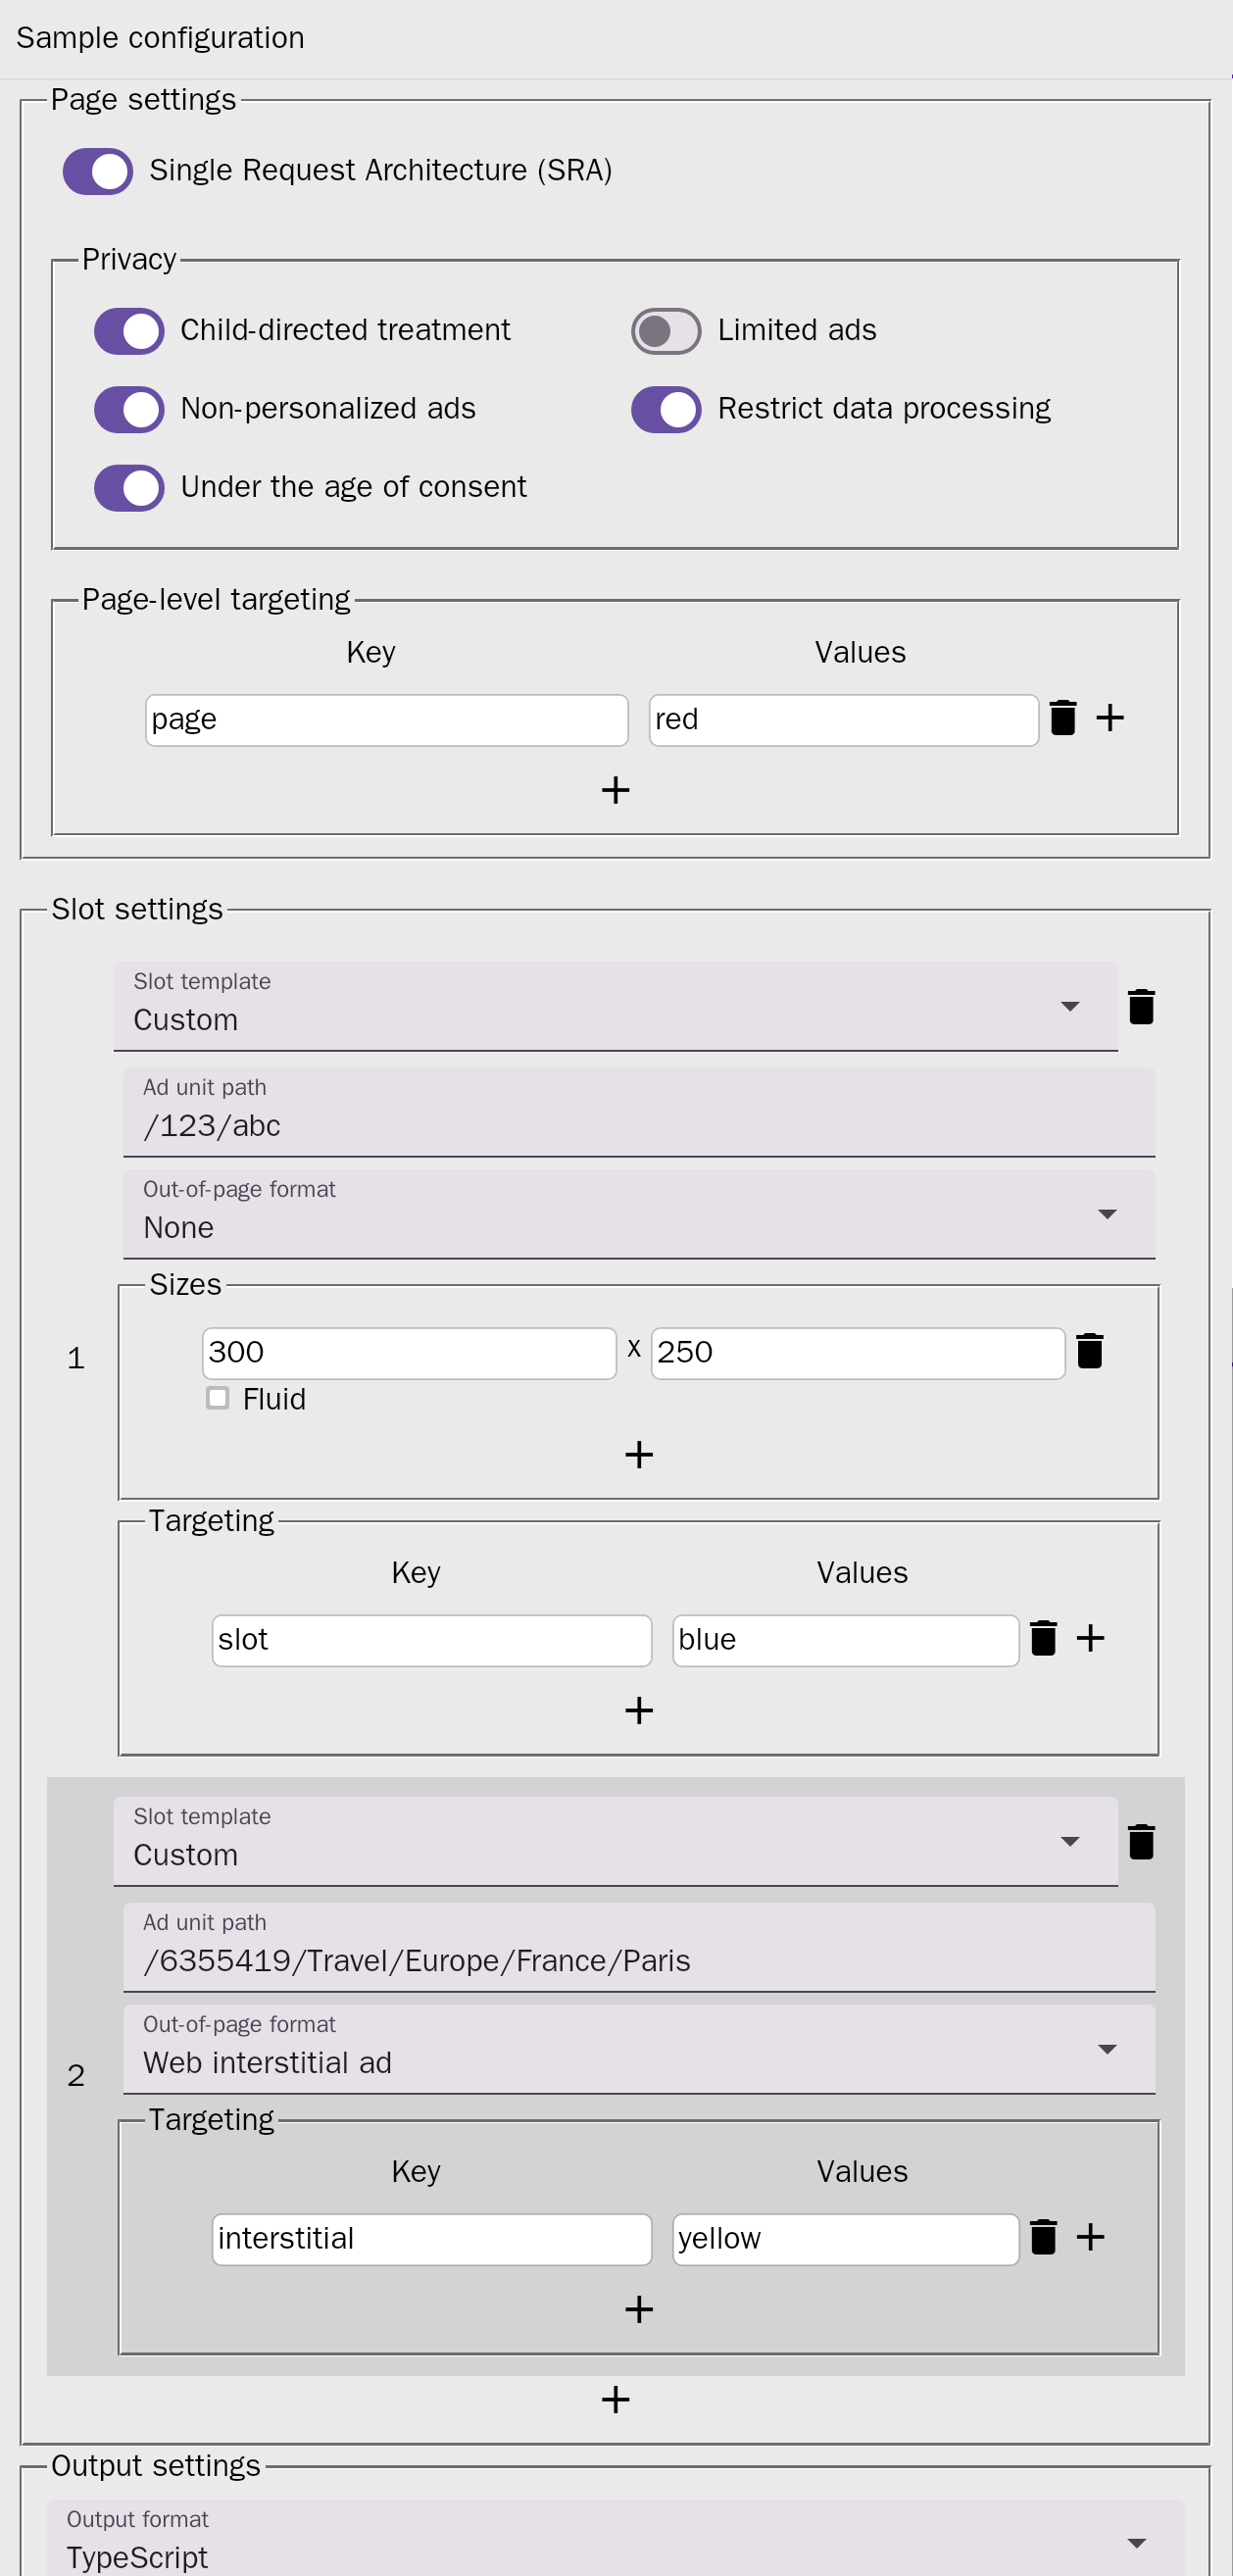 Sample configuration
Page settings
Single Request Architecture (SRA)
Privacy
Child-directed treatment
Limited ads
Non-personalized ads
Restrict data processing
Under the age of consent
Page-level targeting
Key Values
page red
Slot settings
Slot template
Custom
Ad unit path
/123/abc
Out-of-page format
None
Sizes
1
300 x 250
Fluid
Targeting
Key Values
slot blue
Slot template
Custom
Ad unit path
/6355419/Travel/Europe/France/Paris
Out-of-page format
Web interstitial ad
2
Targeting
Key Values
interstitial yellow
Output settings
Output format
TypeScript